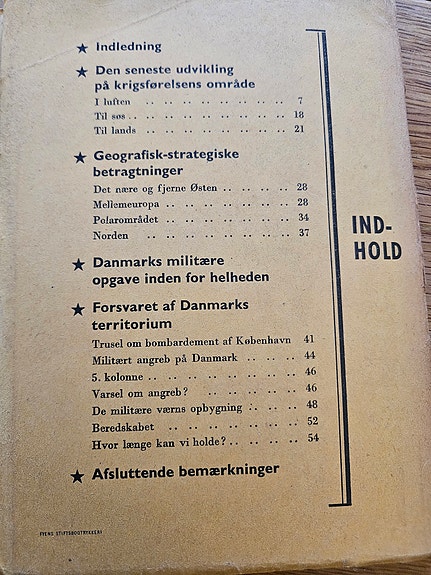 ★ Indledning
★ Den seneste udvikling
på krigsførelsens område
I luften .. .. .. .. .. .. .. .. 7
Til søs .. .. .. .. .. .. .. .. .. 18
Til lands .. .. .. .. .. .. .. .. 21
★ Geografisk-strategiske
betragtninger
Det nære og fjerne Østen .. .. .. .. 28
Mellemeuropa .. .. .. .. .. .. .. 28
Polarområdet .. .. .. .. .. .. .. 34
Norden .. .. .. .. .. .. .. .. 37
★ Danmarks militære
opgave inden for helheden
★ Forsvaret af Danmarks
territorium
Trusel om bombardement af København 41
Militært angreb på Danmark .. .. .. 44
5. kolonne .. .. .. .. .. .. .. .. 46
Varsel om angreb? .. .. .. .. .. 46
De militære værns opbygning .. .. .. 48
Beredskabet .. .. .. .. .. .. .. 52
Hvor længe kan vi holde? .. .. .. .. 54
★ Afsluttende bemærkninger
IND-
HOLD
FYENS STIFTSBOGTRYKKERI